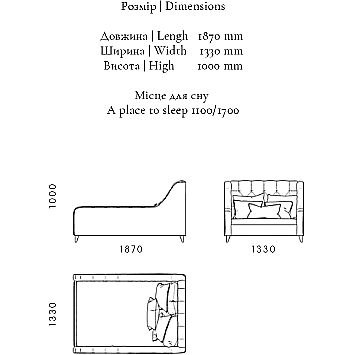 Розмір | Dimensions
Довжина | Lengh 1870 mm
Ширина | Width 1330 mm
Висота | High 1000 mm
Місце для сну
A place to sleep 1100/1700
1000
1870
1330
1330